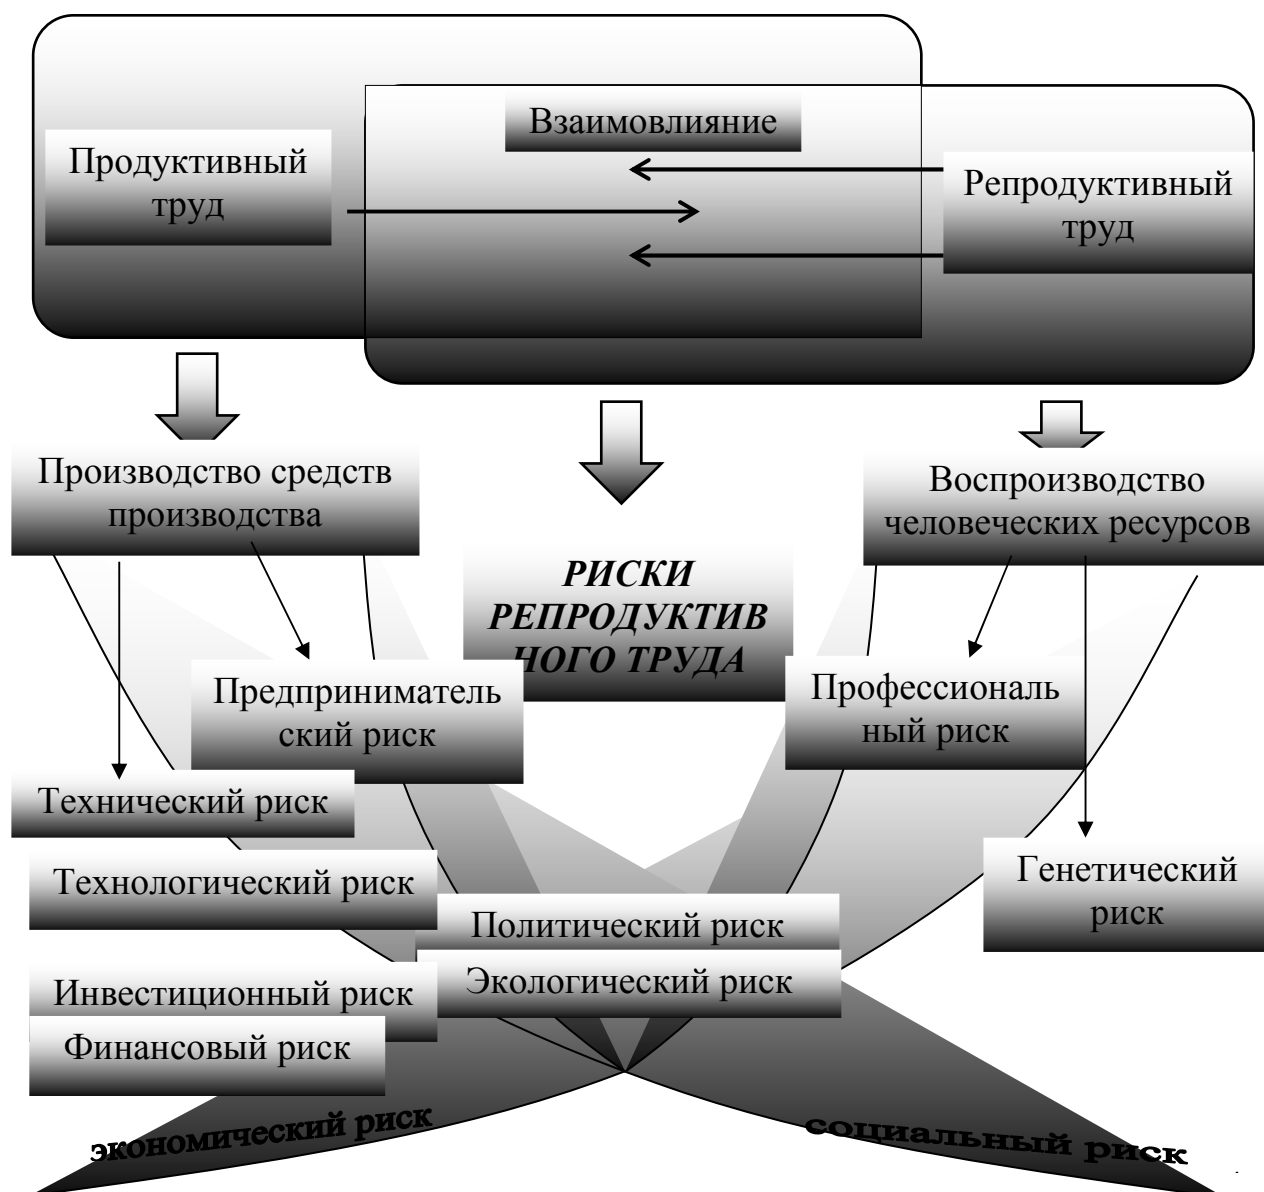 Взаимовлияние
Продуктивный
труд
Репродуктивный
труд
Производство средств
производства
Воспроизводство
человеческих ресурсов
РИСКИ
РЕПРОДУКТИВ
НОГО ТРУДА
Предприниматель
ский риск
Профессиональ
ный риск
Технический риск
Технологический риск
Генетический
риск
Политический риск
Экологический риск
Инвестиционный риск
Финансовый риск
экономический риск
социальный риск